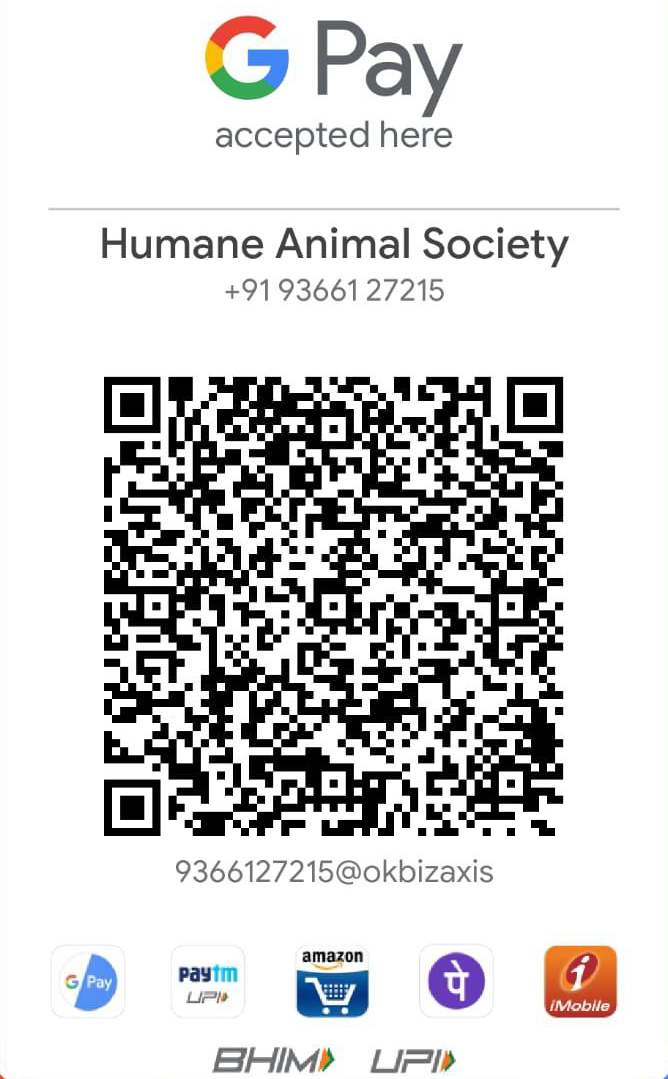 G Pay
accepted here
Humane Animal Society
+91 93661 27215
9366127215@okbizaxis
G Pay
paytm
UPI
amazon
पे
i
iMobile
BHIM UPI